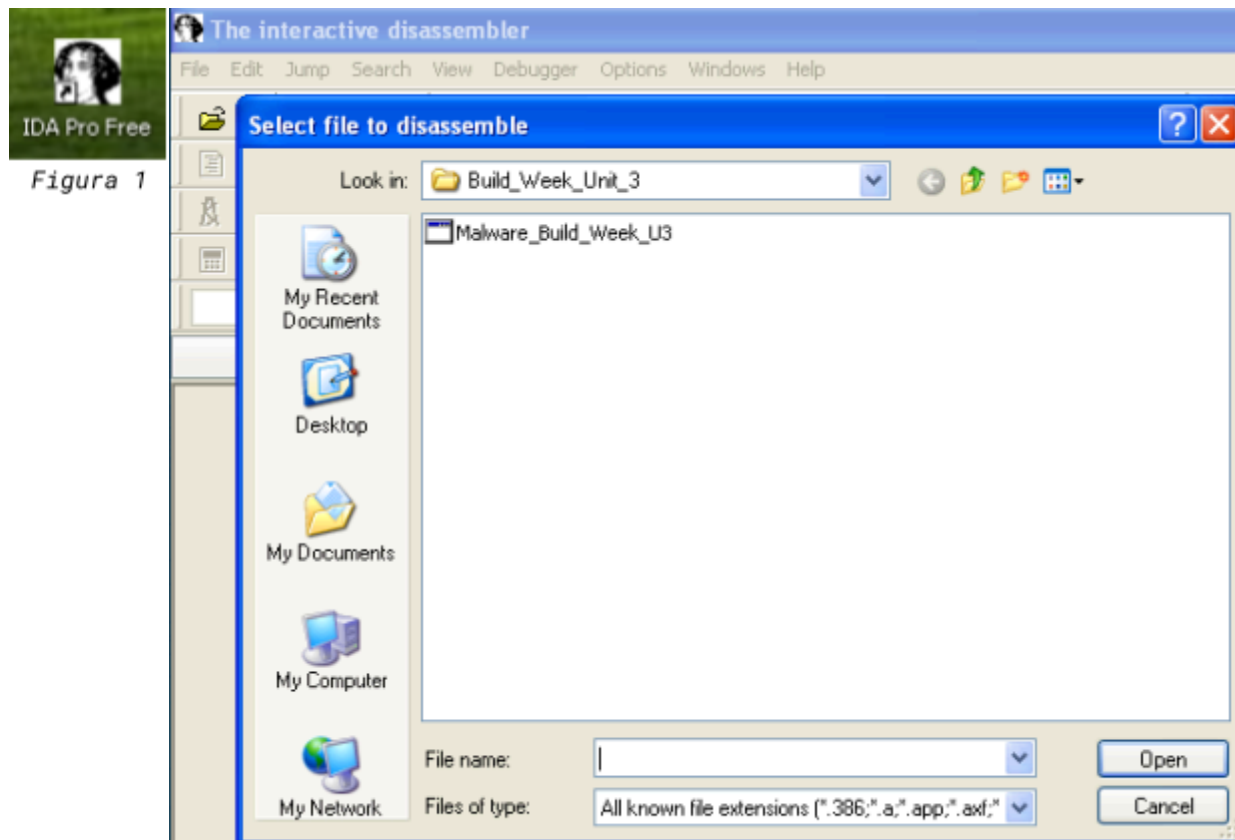 IDA Pro Free
Figura 1
The interactive disassembler
File Edit Jump Search View Debugger Options Windows Help
Select file to disassemble
Look in: Build_Week_Unit_3
Malware_Build_Week_U3
My Recent
Documents
Desktop
My Documents
My Computer
My Network
File name:
Open
Files of type: All known file extensions (*.386;*.a;*.app;*.axf;*
Cancel